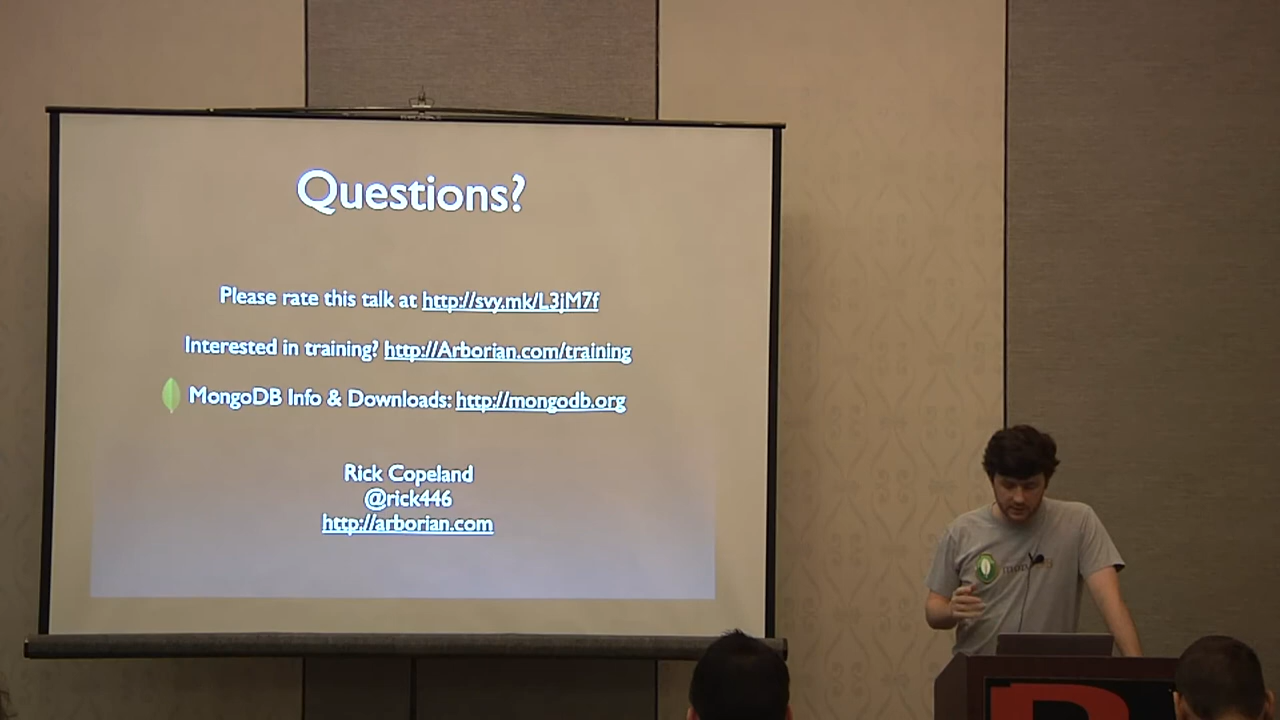 Questions?
Please rate this talk at http://svy.mk/L3jM7f
Interested in training? http://Arborian.com/training
MongoDB Info & Downloads: http://mongodb.org
Rick Copeland
@rick446
http://arborian.com